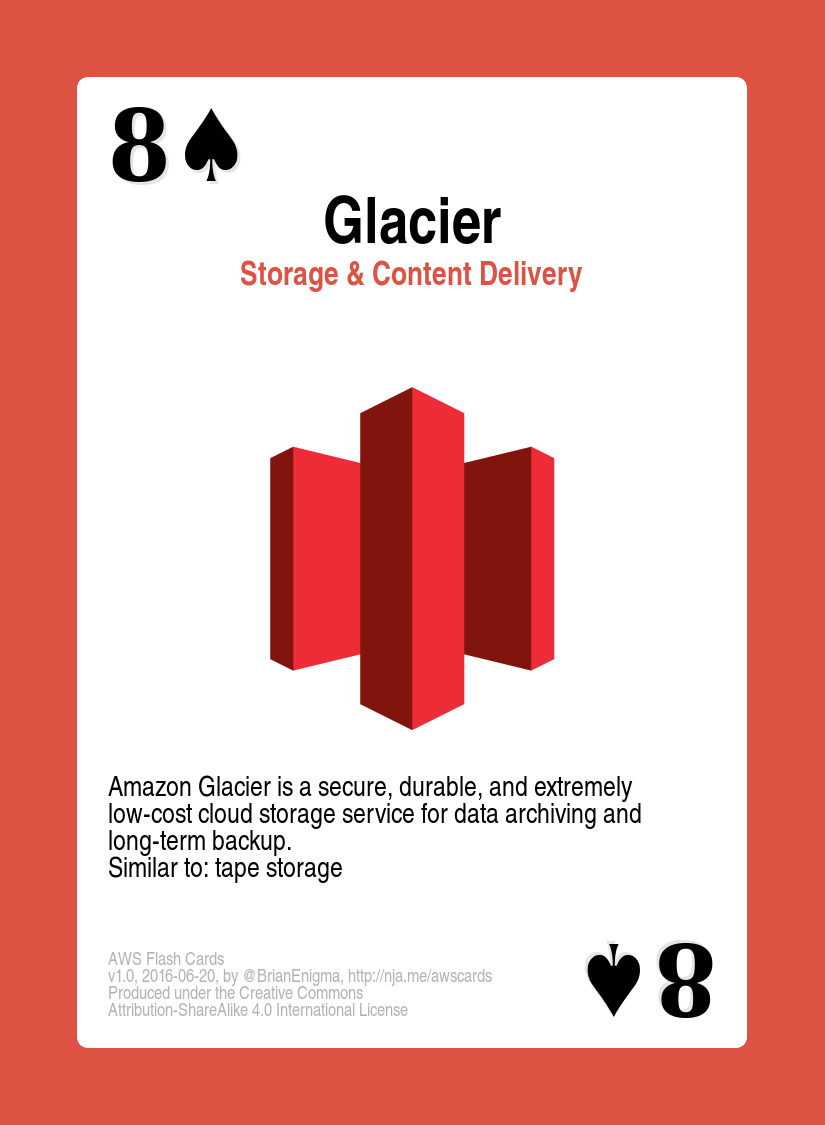 8♠
Glacier
Storage & Content Delivery
Amazon Glacier is a secure, durable, and extremely
low-cost cloud storage service for data archiving and
long-term backup.
Similar to: tape storage
AWS Flash Cards
v1.0, 2016-06-20, by @BrianEnigma, http://nja.me/awscards
Produced under the Creative Commons
Attribution-ShareAlike 4.0 International License
8♠